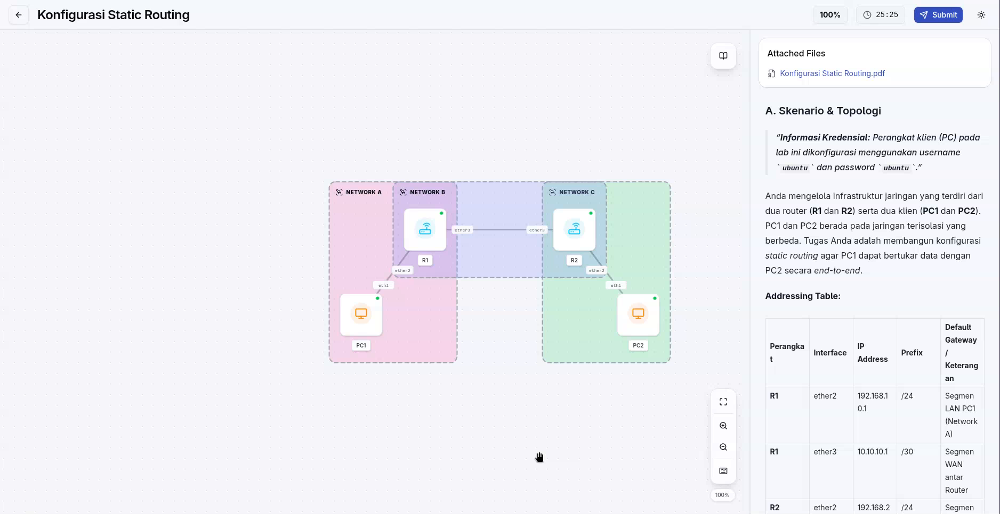 Konfigurasi Static Routing
100%
25:25
Submit
NETWORK A
NETWORK B
NETWORK C
ether3
ether3
R1
R2
ether2
ether2
eth1
eth1
PC1
PC2
100%
Attached Files
Konfigurasi Static Routing.pdf
A. Skenario & Topologi
“Informasi Kredensial: Perangkat klien (PC) pada
lab ini dikonfigurasi menggunakan username
`ubuntu` dan password `ubuntu`.”
Anda mengelola infrastruktur jaringan yang terdiri dari
dua router (R1 dan R2) serta dua klien (PC1 dan PC2).
PC1 dan PC2 berada pada jaringan terisolasi yang
berbeda. Tugas Anda adalah membangun konfigurasi
static routing agar PC1 dapat bertukar data dengan
PC2 secara end-to-end.
Addressing Table:
Perangka
t
Interface
IP
Address
Prefix
Default
Gateway
/
Keterang
an
R1
ether2
192.168.1
0.1
/24
Segmen
LAN PC1
(Network
A)
R1
ether3
10.10.10.1
/30
Segmen
WAN
antar
Router
R2
ether2
192.168.2
/24
Segmen